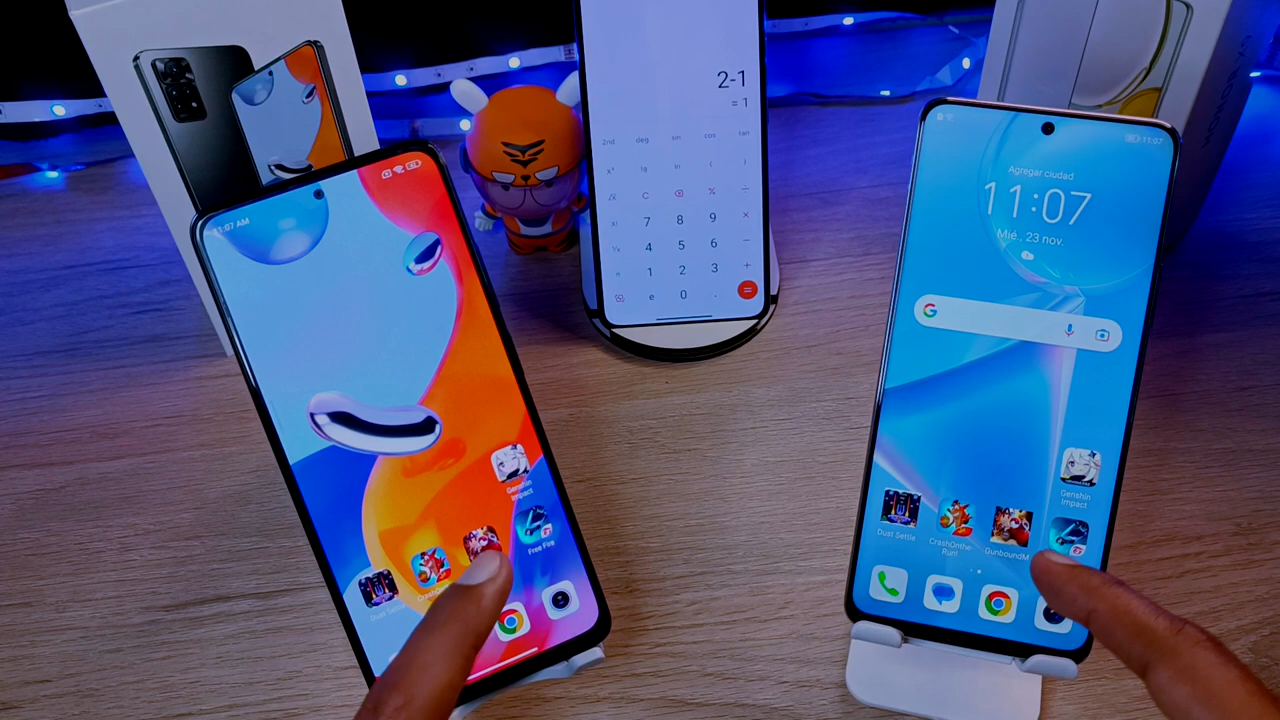 2-1
= 1
2nd deg sin cos tan
lg ln ( )
C %  ÷
x! 7 8 9 ×
4 5 6 −
1 2 3 +
e 0 . =
11:07 AM
Genshin
Impact
Free Fire
Dust Settle
11:07
Agregar ciudad
11:07
Mié., 23 nov.
G
Genshin
Impact
Dust Settle
CrashOnthe
Run!
GunboundM
HONOR